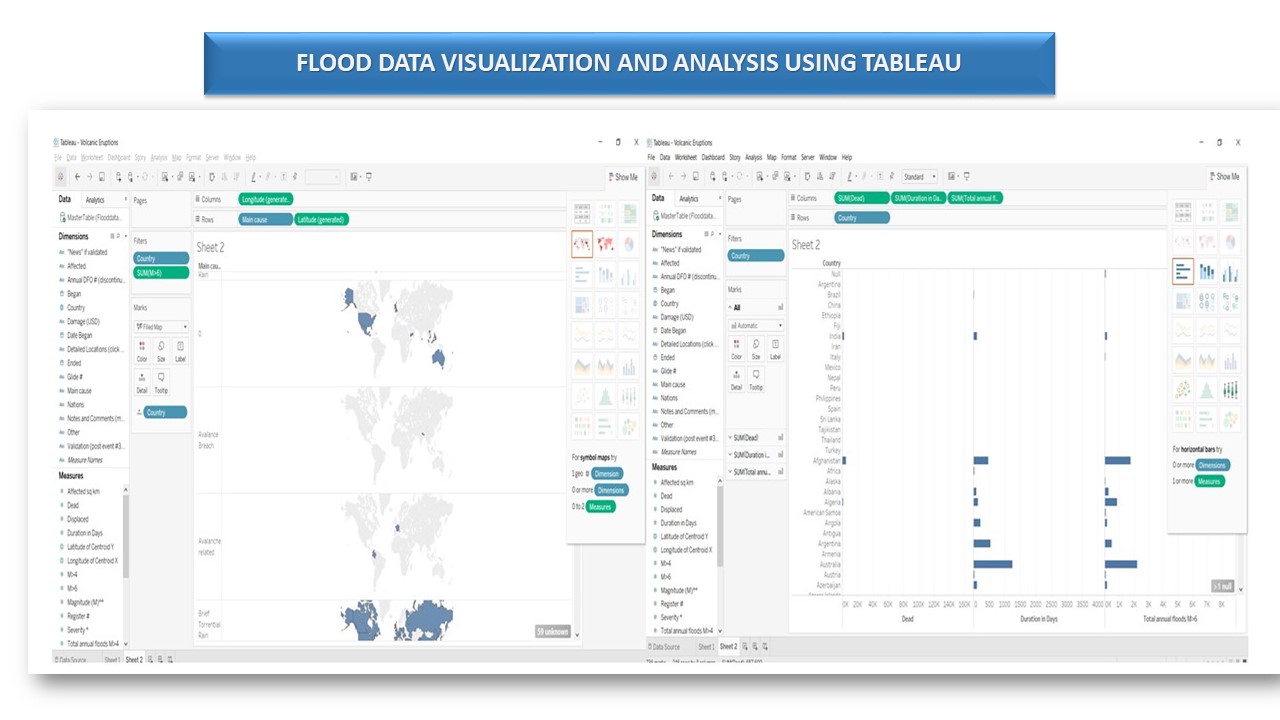 FLOOD DATA VISUALIZATION AND ANALYSIS USING TABLEAU
Tableau - Volcanic Eruptions
File Data Worksheet Dashboard Story Analysis Map Format Server Window Help
Show Me
Data Analytics
MasterTable (Flooddata...
Dimensions
"News" if validated
Affected
Annual DFO # (discontinu...
Began
Country
Damage (USD)
Date Began
Detailed Locations (click ...
Ended
Glide #
Main cause
Nations
Notes and Comments (m...
Other
Validation (post event #3...
Measure Names
Measures
Affected sq km
Dead
Displaced
Duration in Days
Latitude of Centroid Y
Longitude of Centroid X
M>4
M>6
Magnitude (M)**
Register #
Severity *
Total annual floods M>4
Data Source Sheet 1 Sheet 2
Pages
Filters
Country
SUM(M>6)
Marks
Filled Map
Color Size Label
Detail Tooltip
Country
Columns Longitude (generate..
Rows Main cause Latitude (generated)
Sheet 2
Main cau..
Rain
0
Avalance
Breach
Avalanche
related
Brief
Torrential
Rain
59 unknown
For symbol maps try
1 geo Dimension
0 or more Dimensions
0 to 2 Measures
Tableau - Volcanic Eruptions
File Data Worksheet Dashboard Story Analysis Map Format Server Window Help
Standard
Show Me
Data Analytics
MasterTable (Flooddata...
Dimensions
"News" if validated
Affected
Annual DFO # (discontinu...
Began
Country
Damage (USD)
Date Began
Detailed Locations (click ...
Ended
Glide #
Main cause
Nations
Notes and Comments (m...
Other
Validation (post event #3...
Measure Names
Measures
Affected sq km
Dead
Displaced
Duration in Days
Latitude of Centroid Y
Longitude of Centroid X
M>4
M>6
Magnitude (M)**
Register #
Severity *
Total annual floods M>4
Data Source Sheet 1 Sheet 2
Pages
Filters
Country
Marks
All
Automatic
Color Size Label
Detail Tooltip
SUM(Dead)
SUM(Duration i...
SUM(Total annu...
Columns SUM(Dead) SUM(Duration in Da.. SUM(Total annual fl..
Rows Country
Sheet 2
Country
Null
Argentina
Brazil
China
Ethiopia
Fiji
India
Iran
Italy
Mexico
Nepal
Peru
Philippines
Spain
Sri Lanka
Tajikistan
Thailand
Turkey
Afghanistan
Africa
Alaska
Albania
Algeria
American Samoa
Angola
Antigua
Argentina
Armenia
Australia
Austria
Azerbaijan
0K 20K 40K 60K 80K 100K 120K 140K 160K
Dead
0 500 1000 1500 2000 2500 3000 3500 4000
Duration in Days
0K 1K 2K 3K 4K 5K 6K 7K 8K
Total annual floods M>6
>1 null
For horizontal bars try
0 or more Dimensions
1 or more Measures